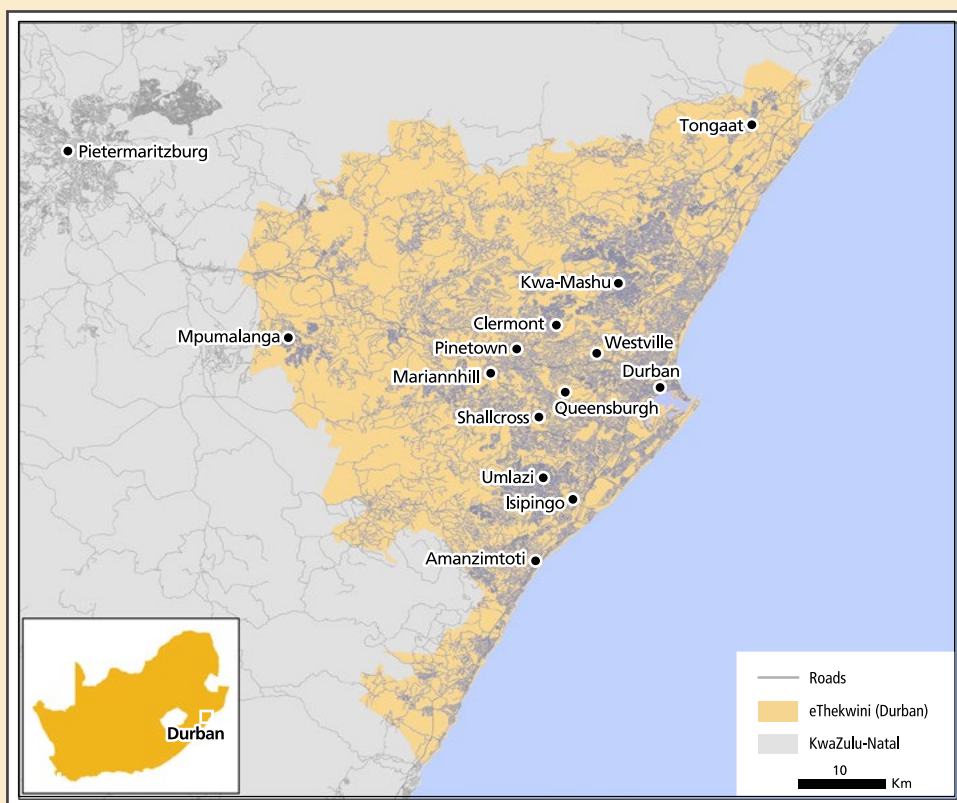 Tongaat
Pietermaritzburg
Kwa-Mashu
Clermont
Mpumalanga
Westville
Pinetown
Durban
Mariannhill
Queensburgh
Shallcross
Umlazi
Isipingo
Amanzimtoti
Durban
Roads
eThekwini (Durban)
KwaZulu-Natal
10
Km